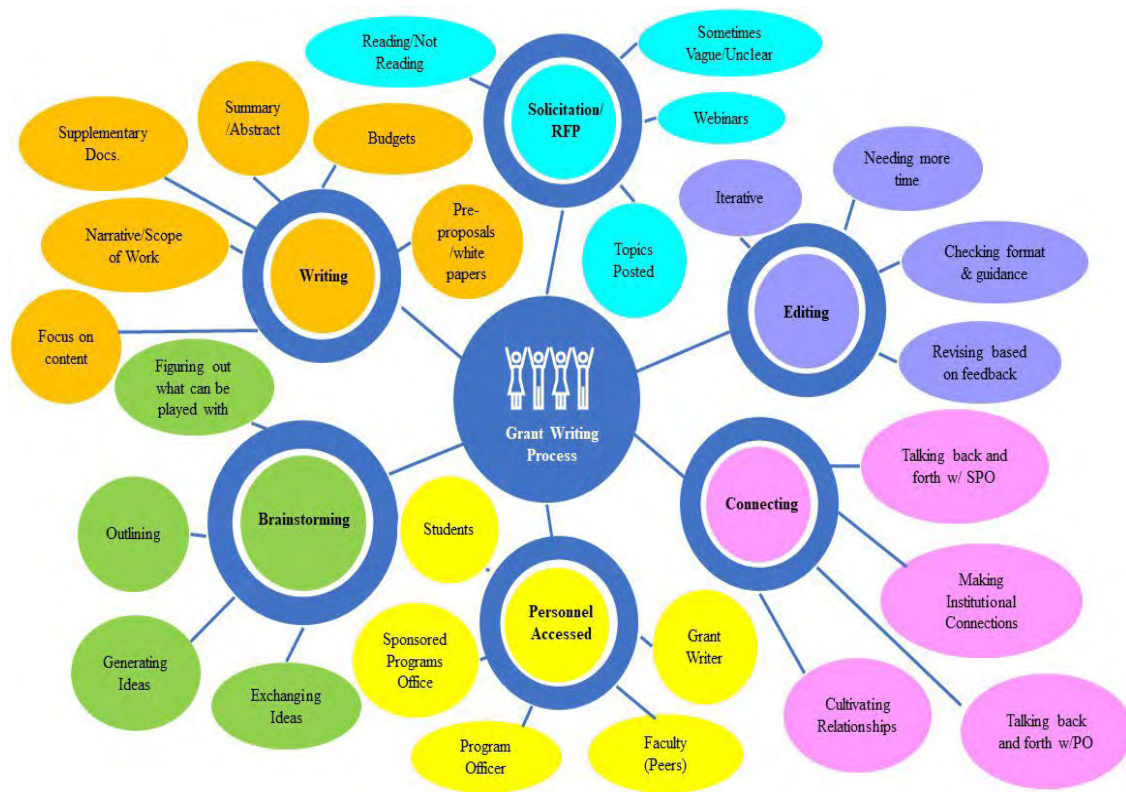 Reading/Not
Reading
Sometimes
Vague/Unclear
Solicitation/
RFP
Webinars
Topics
Posted
Summary
/Abstract
Supplementary
Docs.
Budgets
Narrative/Scope
of Work
Pre-
proposals
/white
papers
Writing
Focus on
content
Needing more
time
Iterative
Checking format
& guidance
Editing
Revising based
on feedback
Grant Writing
Process
Figuring out
what can be
played with
Brainstorming
Outlining
Generating
Ideas
Exchanging
Ideas
Students
Personnel
Accessed
Sponsored
Programs
Office
Grant
Writer
Program
Officer
Faculty
(Peers)
Connecting
Talking back and
forth w/ SPO
Making
Institutional
Connections
Cultivating
Relationships
Talking back
and forth w/PO